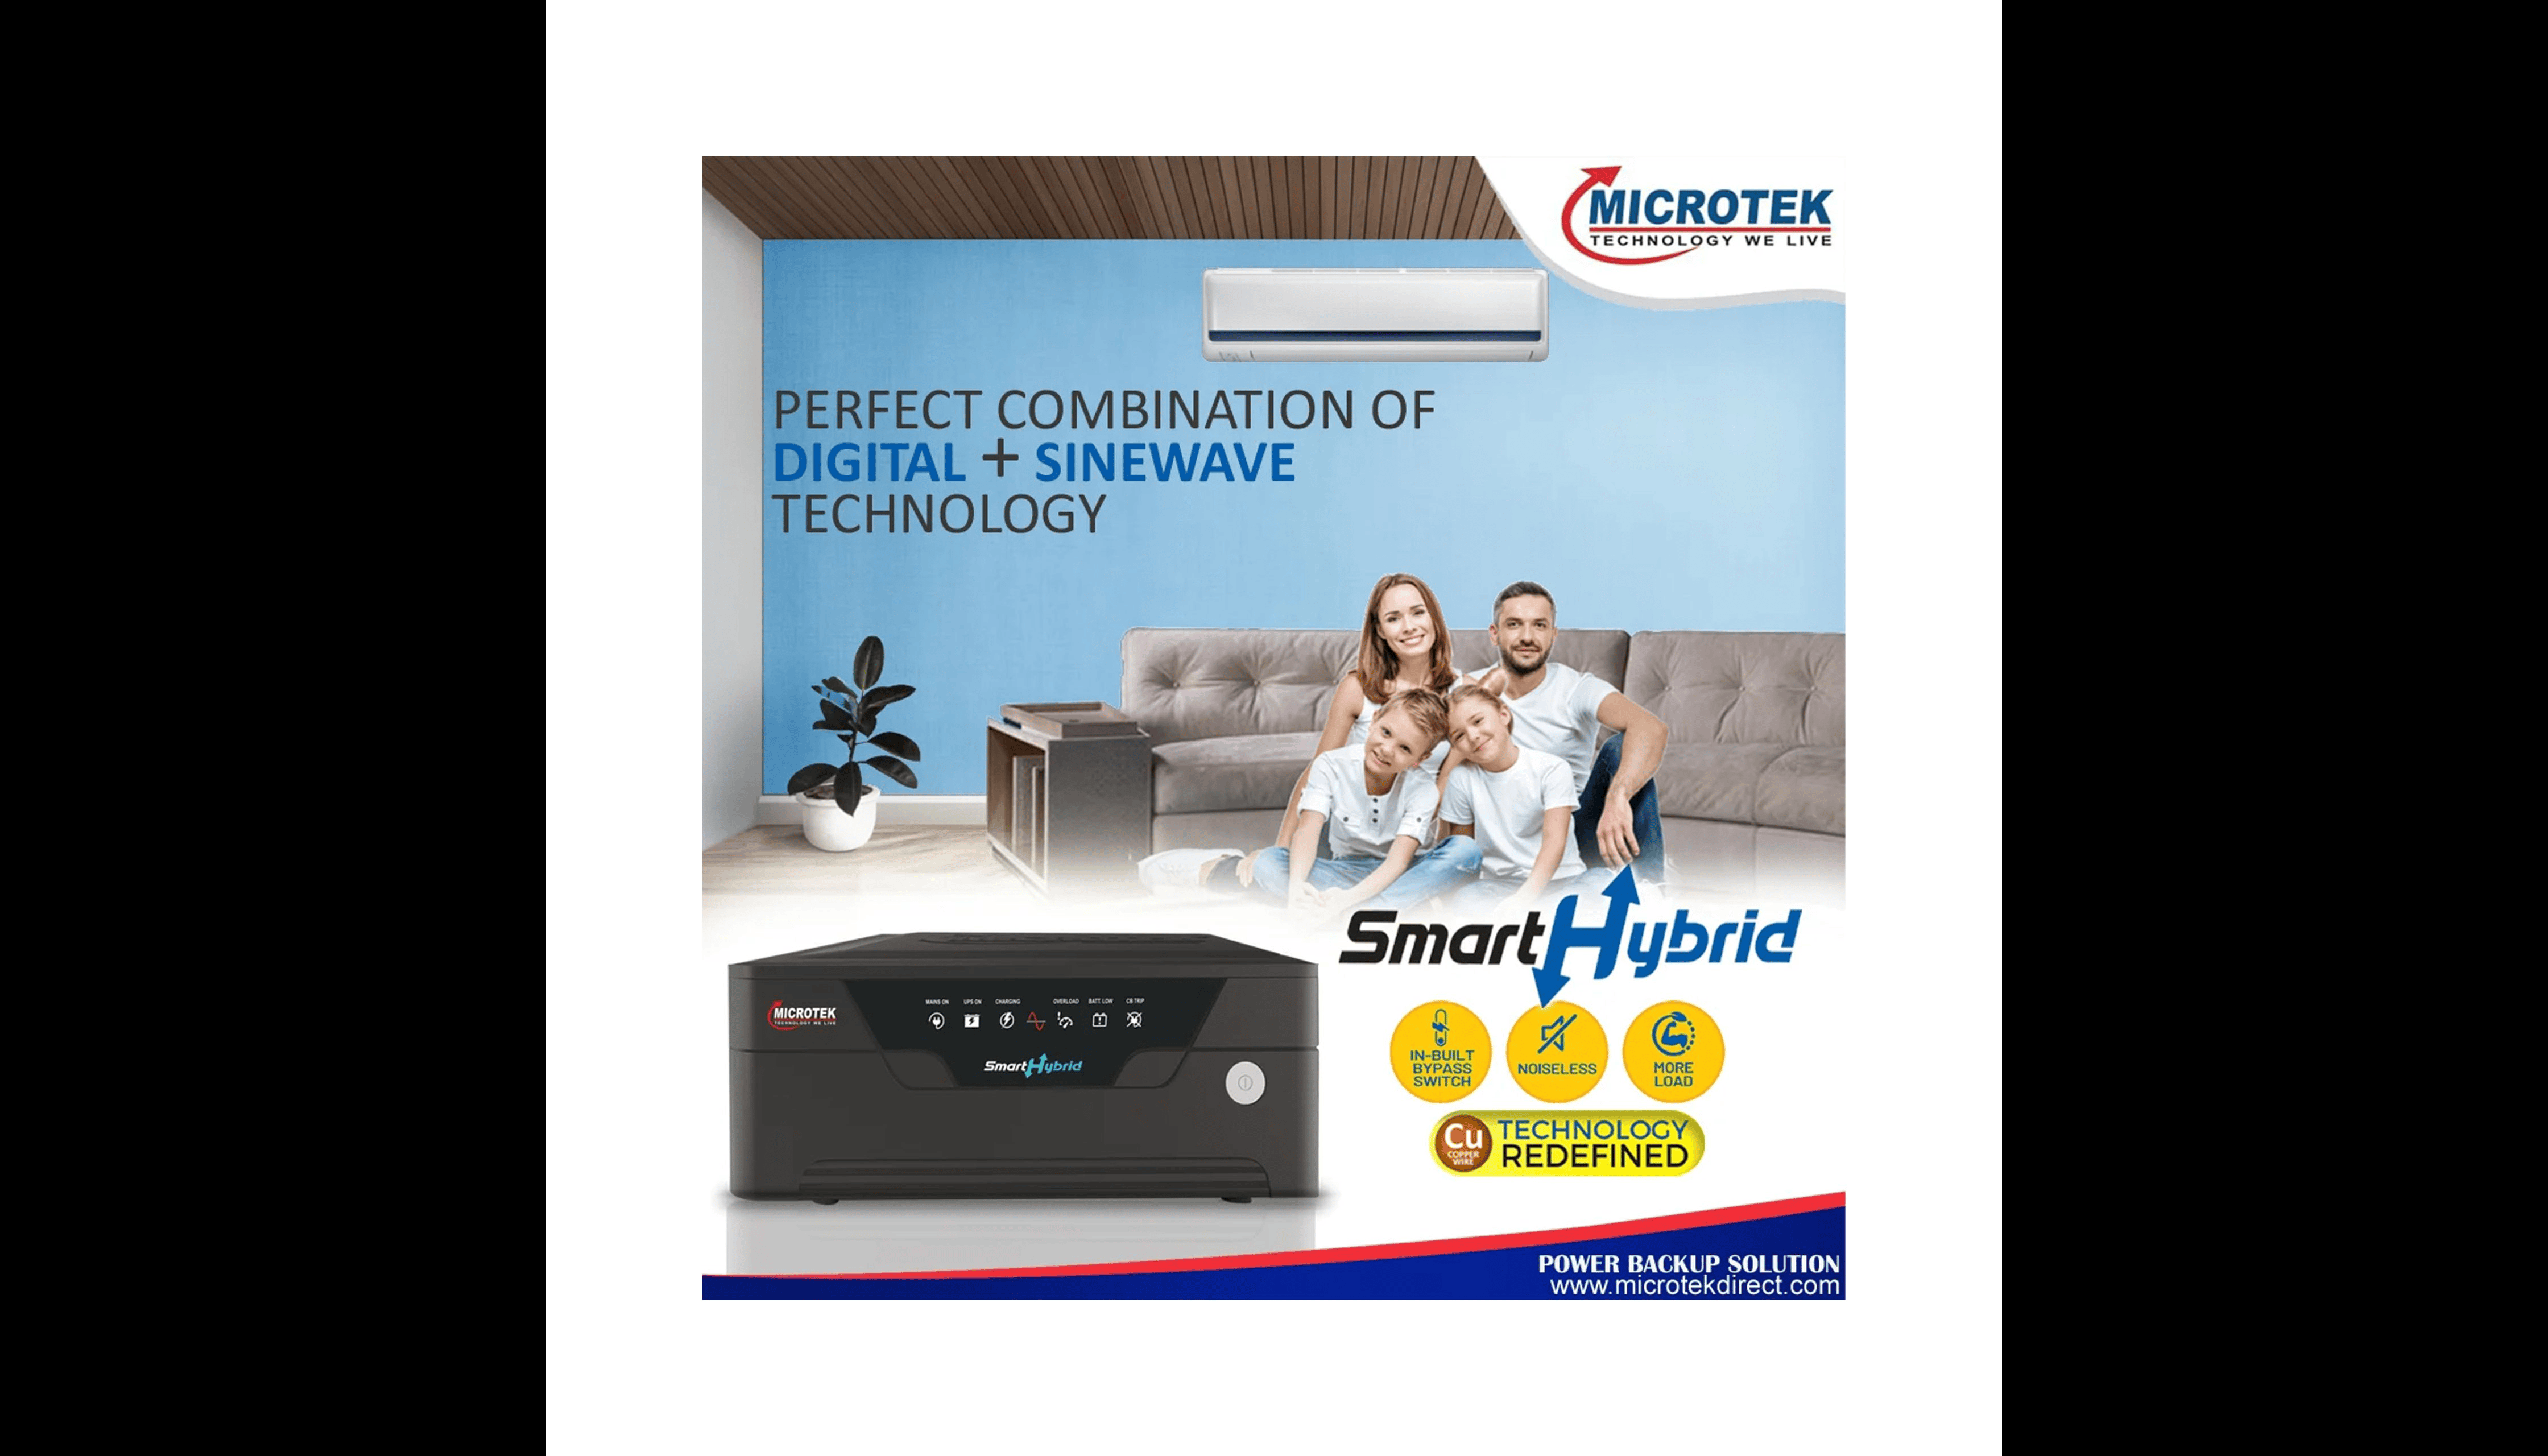 MICROTEK
TECHNOLOGY WE LIVE
PERFECT COMBINATION OF
DIGITAL + SINEWAVE
TECHNOLOGY
SmartHybrid
MICROTEK
TECHNOLOGY WE LIVE
MAINS ON UPS ON CHARGING OVERLOAD BATT. LOW CB TRIP
SmartHybrid
IN-BUILT
BYPASS
SWITCH
NOISELESS
MORE
LOAD
Cu
COPPER
WIRE
TECHNOLOGY
REDEFINED
POWER BACKUP SOLUTION
www.microtekdirect.com